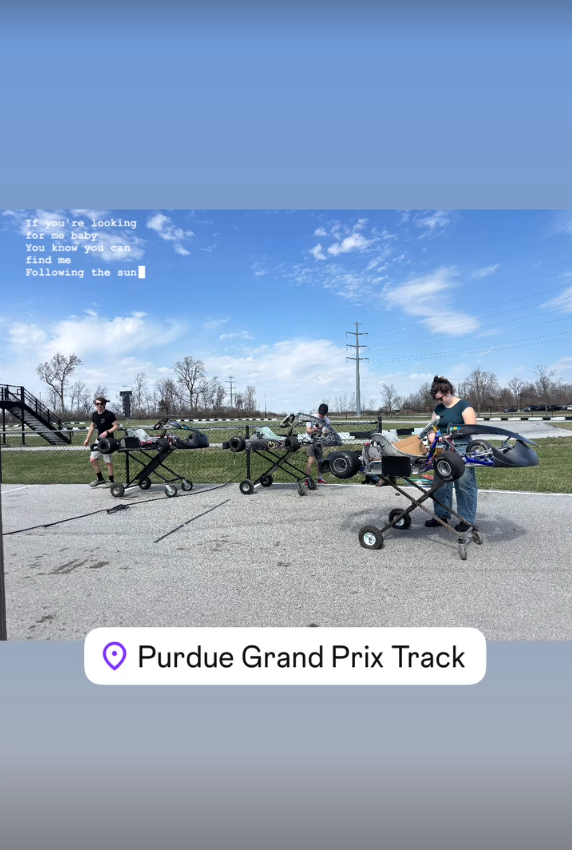 If you're looking
for me baby
You know you can
find me
Following the sun
Purdue Grand Prix Track